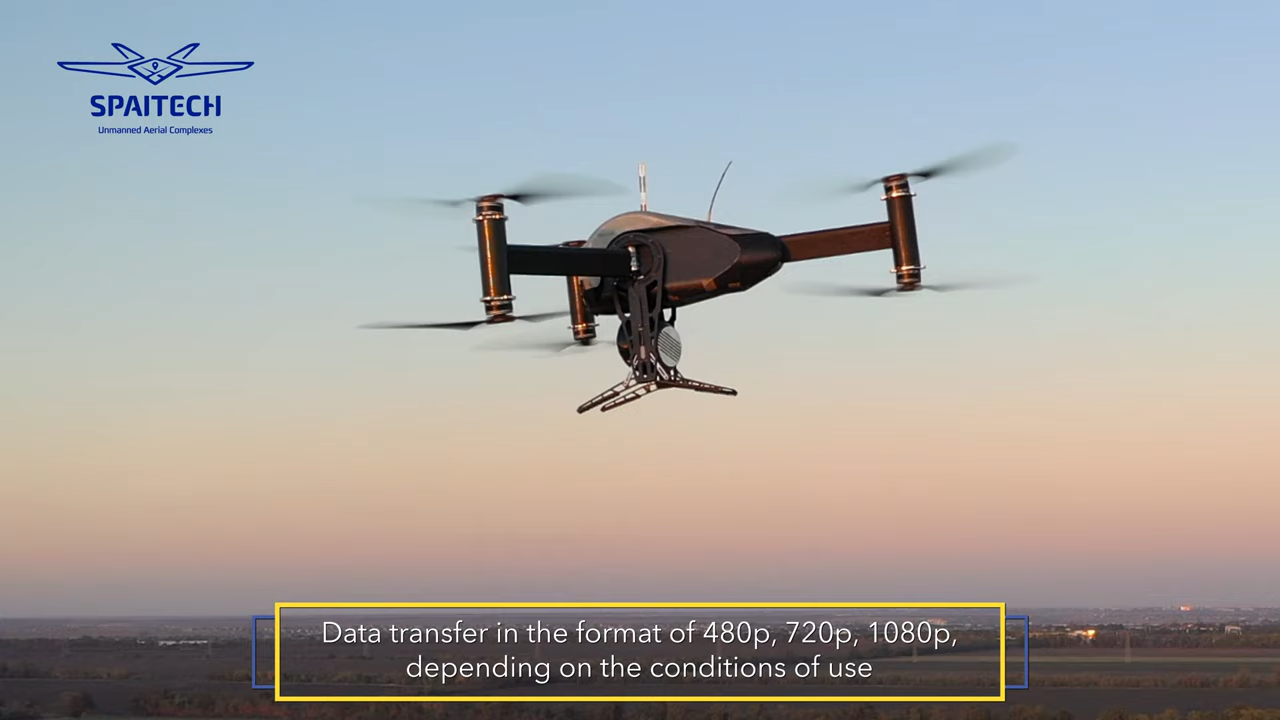 SPAITECH
Unmanned Aerial Complexes
Data transfer in the format of 480p, 720p, 1080p,
depending on the conditions of use